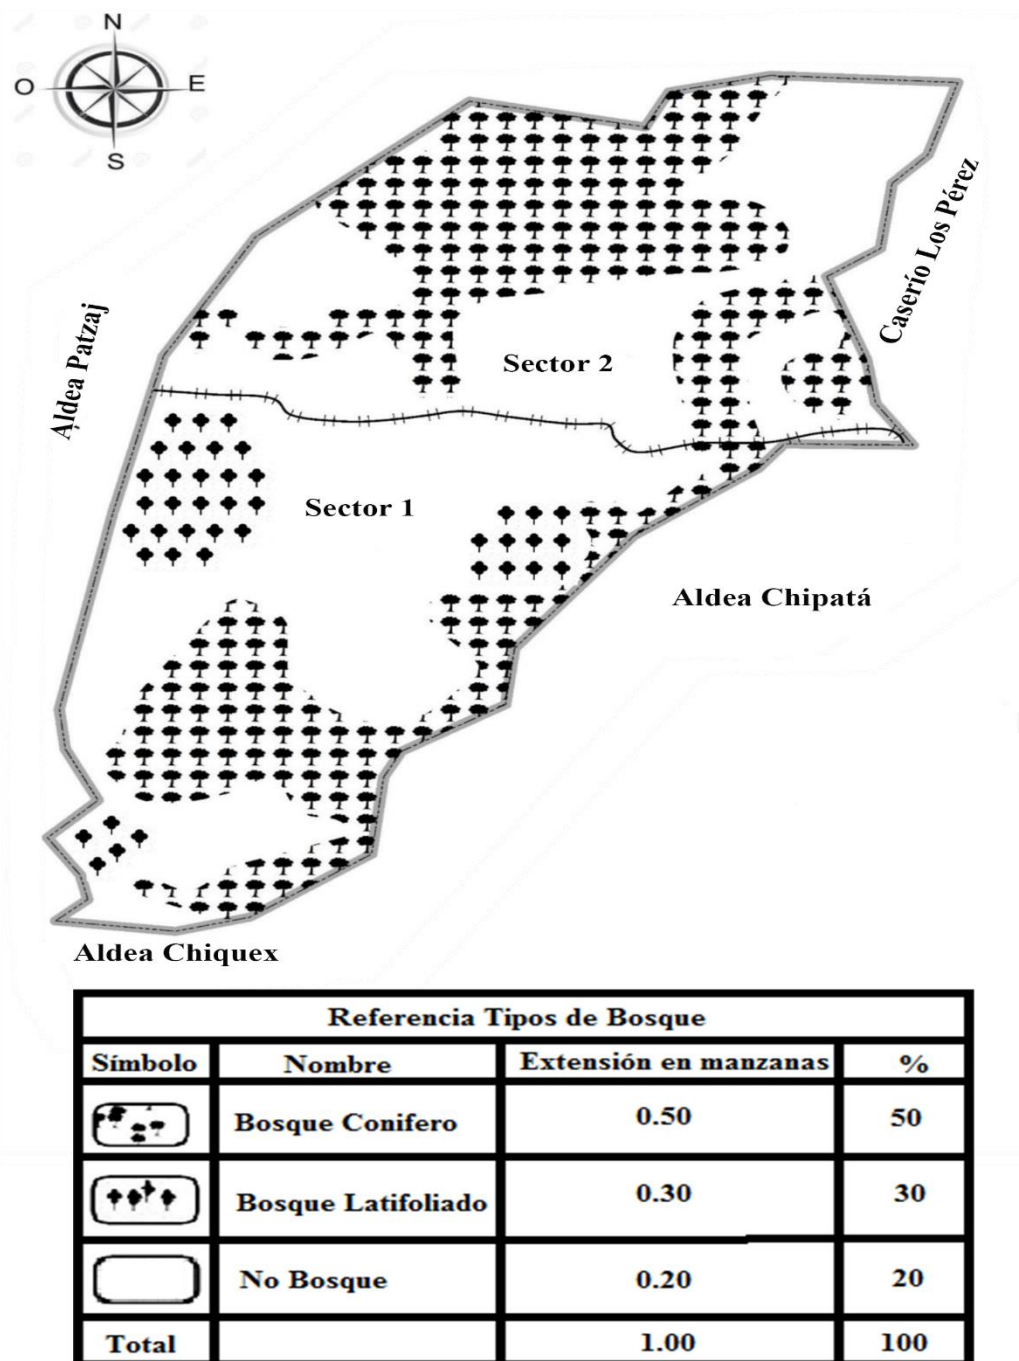 N
O
E
S
Caserío Los Pérez
Aldea Patzaj
Sector 2
Sector 1
Aldea Chipatá
Aldea Chiquex
Referencia Tipos de Bosque
Símbolo Nombre Extensión en manzanas %
Bosque Conifero 0.50 50
Bosque Latifoliado 0.30 30
No Bosque 0.20 20
Total 1.00 100